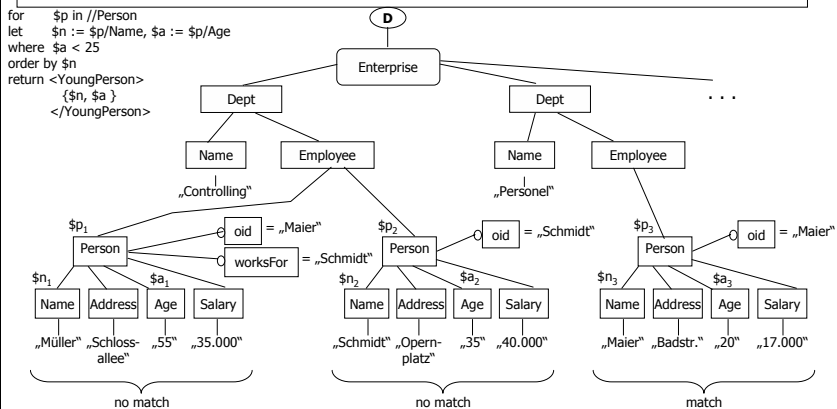 for $p in //Person
let $n := $p/Name, $a := $p/Age
where $a < 25
order by $n
return <YoungPerson>
{$n, $a }
</YoungPerson>
D
Enterprise
Dept
Dept
. . .
Name
Employee
Name
Employee
„Controlling“
„Personel“
$p1
oid = „Maier“
$p2
oid = „Schmidt“
$p3
oid = „Maier“
Person
worksFor = „Schmidt“
Person
Person
$n1
$a1
$n2
$a2
$n3
$a3
Name Address Age Salary
Name Address Age Salary
Name Address Age Salary
„Müller“ „Schloss-allee“ „55“ „35.000“
„Schmidt“ „Opern-platz“ „35“ „40.000“
„Maier“ „Badstr.“ „20“ „17.000“
no match
no match
match